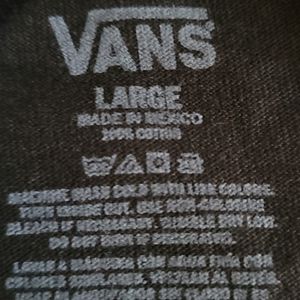 VANS
LARGE
MADE IN MEXICO
100% COTTON
MACHINE WASH COLD WITH LIKE COLORS.
TURN INSIDE OUT. USE NON-CHLORINE
BLEACH IF NECESSARY. TUMBLE DRY LOW.
DO NOT IRON IF DECORATED.
LAVAR A MAQUINA CON AGUA FRIA CON
COLORES SIMILARES. VOLTEAR AL REVES.